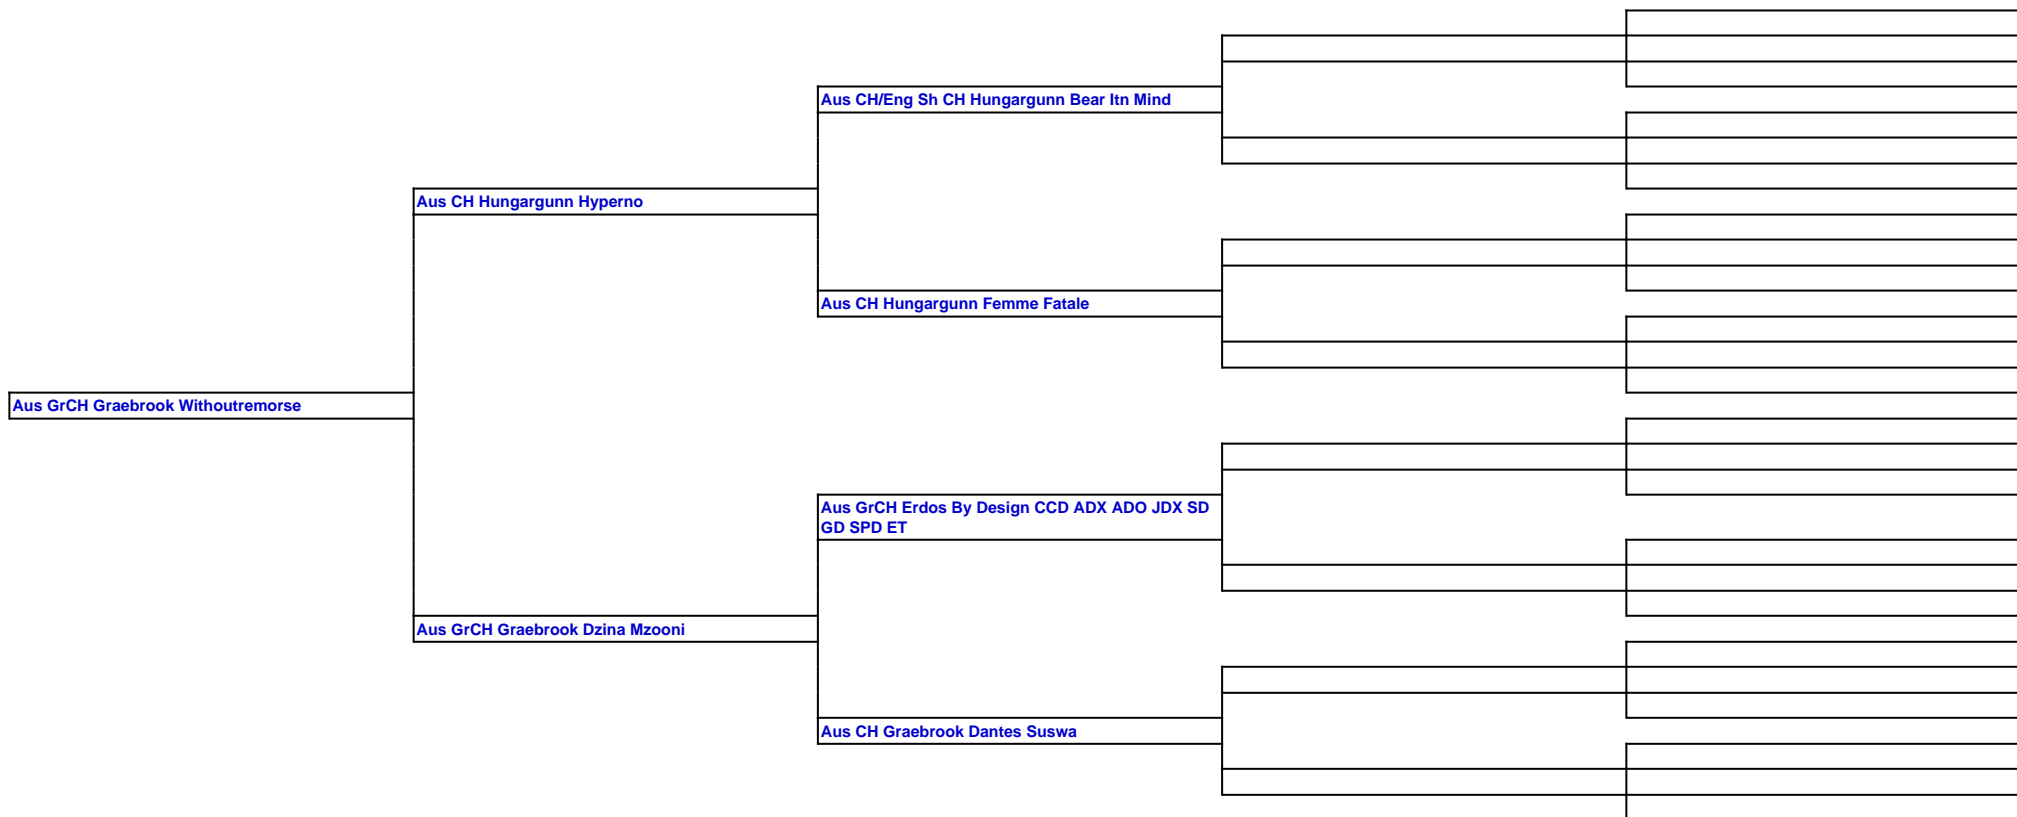 Aus CH/Eng Sh CH Hungargunn Bear Itn Mind
Aus CH Hungargunn Hyperno
Aus CH Hungargunn Femme Fatale
Aus GrCH Graebrook Withoutremorse
Aus GrCH Erdos By Design CCD ADX ADO JDX SD
GD SPD ET
Aus GrCH Graebrook Dzina Mzooni
Aus CH Graebrook Dantes Suswa